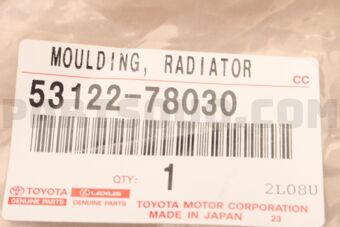 MOULDING, RADIATOR
CC
53122-78030
TOYOTA GENUINE PARTS
LEXUS GENUINE PARTS
QTY: 1
2L08U
TOYOTA MOTOR CORPORATION
MADE IN JAPAN 23